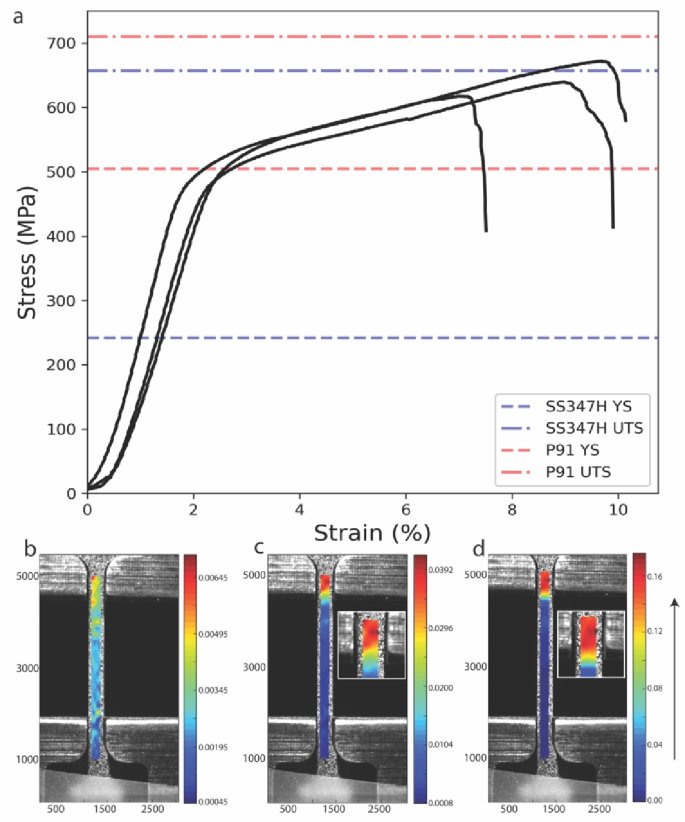 a
700
600
500
400
300
200
100
0
Stress (MPa)
0 2 4 6 8 10
Strain (%)
SS347H YS
SS347H UTS
P91 YS
P91 UTS
b
5000
3000
1000
500 1500 2500
0.00645
0.00495
0.00345
0.00195
0.00045
c
5000
3000
1000
500 1500 2500
0.0392
0.0296
0.0200
0.0104
0.0008
d
5000
3000
1000
500 1500 2500
0.16
0.12
0.08
0.04
0.00